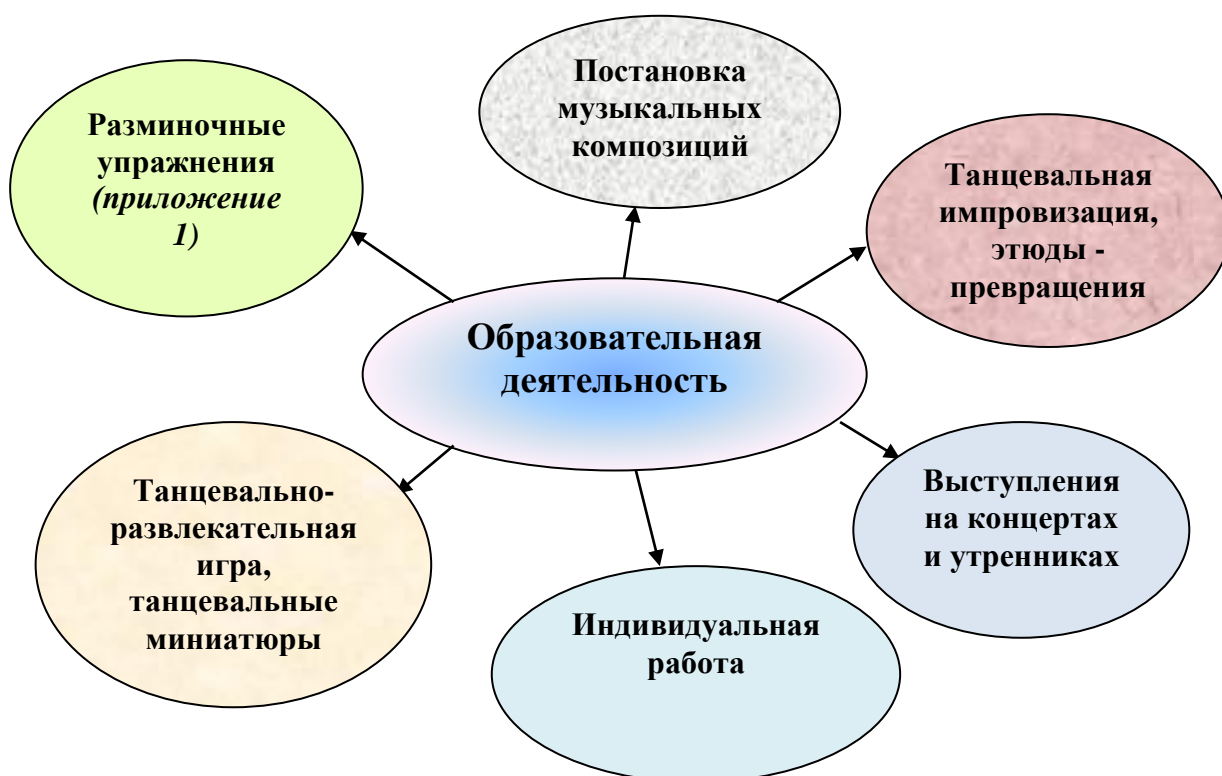 Постановка
музыкальных
композиций
Разминочные
упражнения
(приложение
1)
Танцевальная
импровизация,
этюды -
превращения
Образовательная
деятельность
Танцевально-
развлекательная
игра,
танцевальные
миниатюры
Выступления
на концертах
и утренниках
Индивидуальная
работа